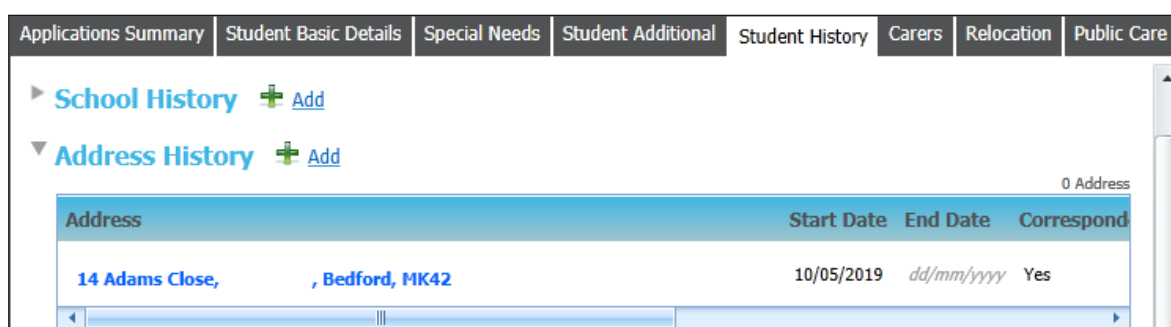 Applications Summary Student Basic Details Special Needs Student Additional Student History Carers Relocation Public Care
School History Add
Address History Add
0 Address
Address Start Date End Date Correspond
14 Adams Close, , Bedford, MK42 10/05/2019 dd/mm/yyyy Yes